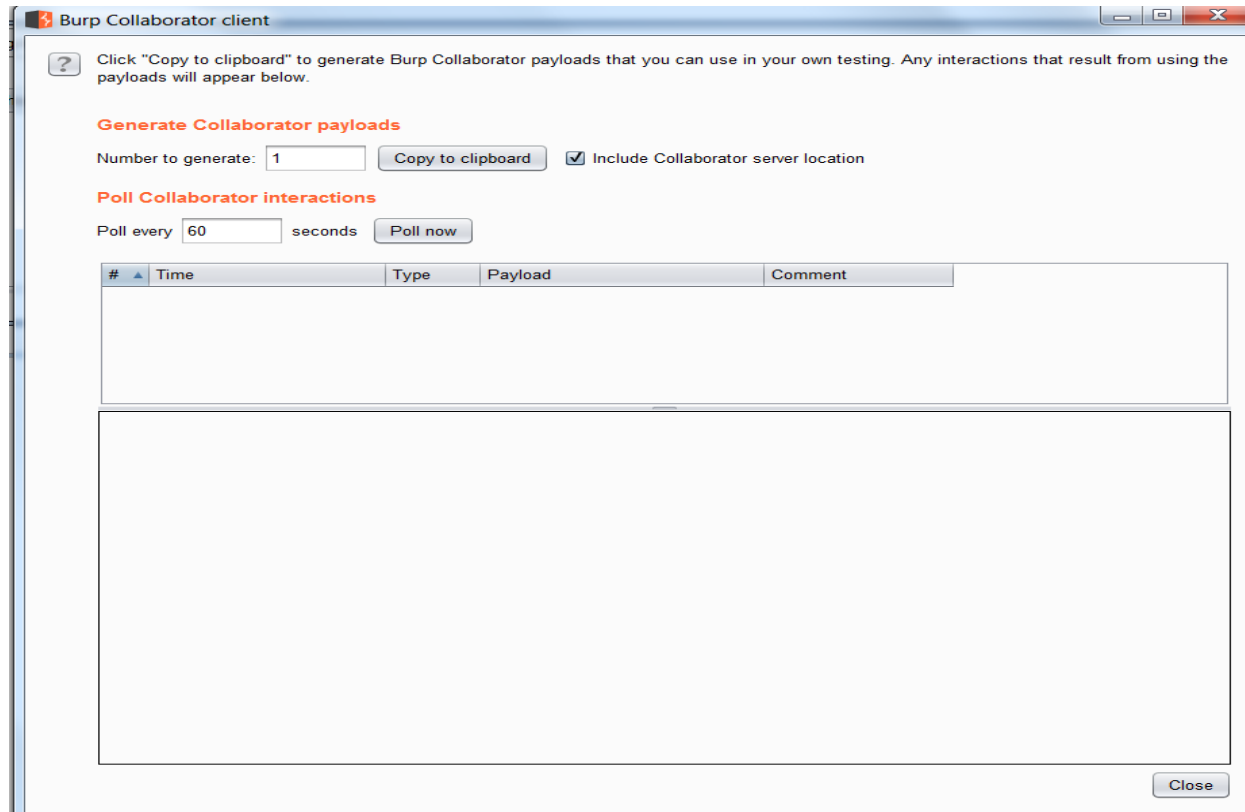 Burp Collaborator client
?
Click "Copy to clipboard" to generate Burp Collaborator payloads that you can use in your own testing. Any interactions that result from using the
payloads will appear below.
Generate Collaborator payloads
Number to generate: 1 Copy to clipboard Include Collaborator server location
Poll Collaborator interactions
Poll every 60 seconds Poll now
# Time Type Payload Comment
Close